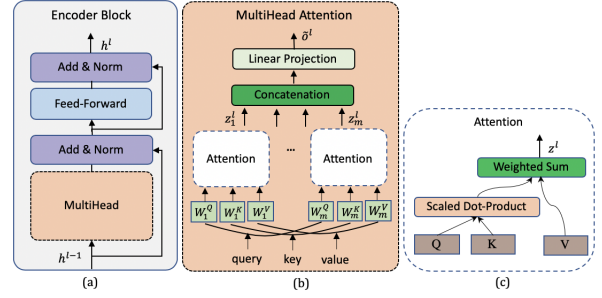 Encoder Block
h^l
Add & Norm
Feed-Forward
Add & Norm
MultiHead
h^{l-1}
(a)
MultiHead Attention
õ^l
Linear Projection
Concatenation
z_1^l z_m^l
...
Attention Attention
W_1^Q W_1^K W_1^V W_m^Q W_m^K W_m^V
query key value
(b)
Attention
z^l
Weighted Sum
Scaled Dot-Product
Q K V
(c)